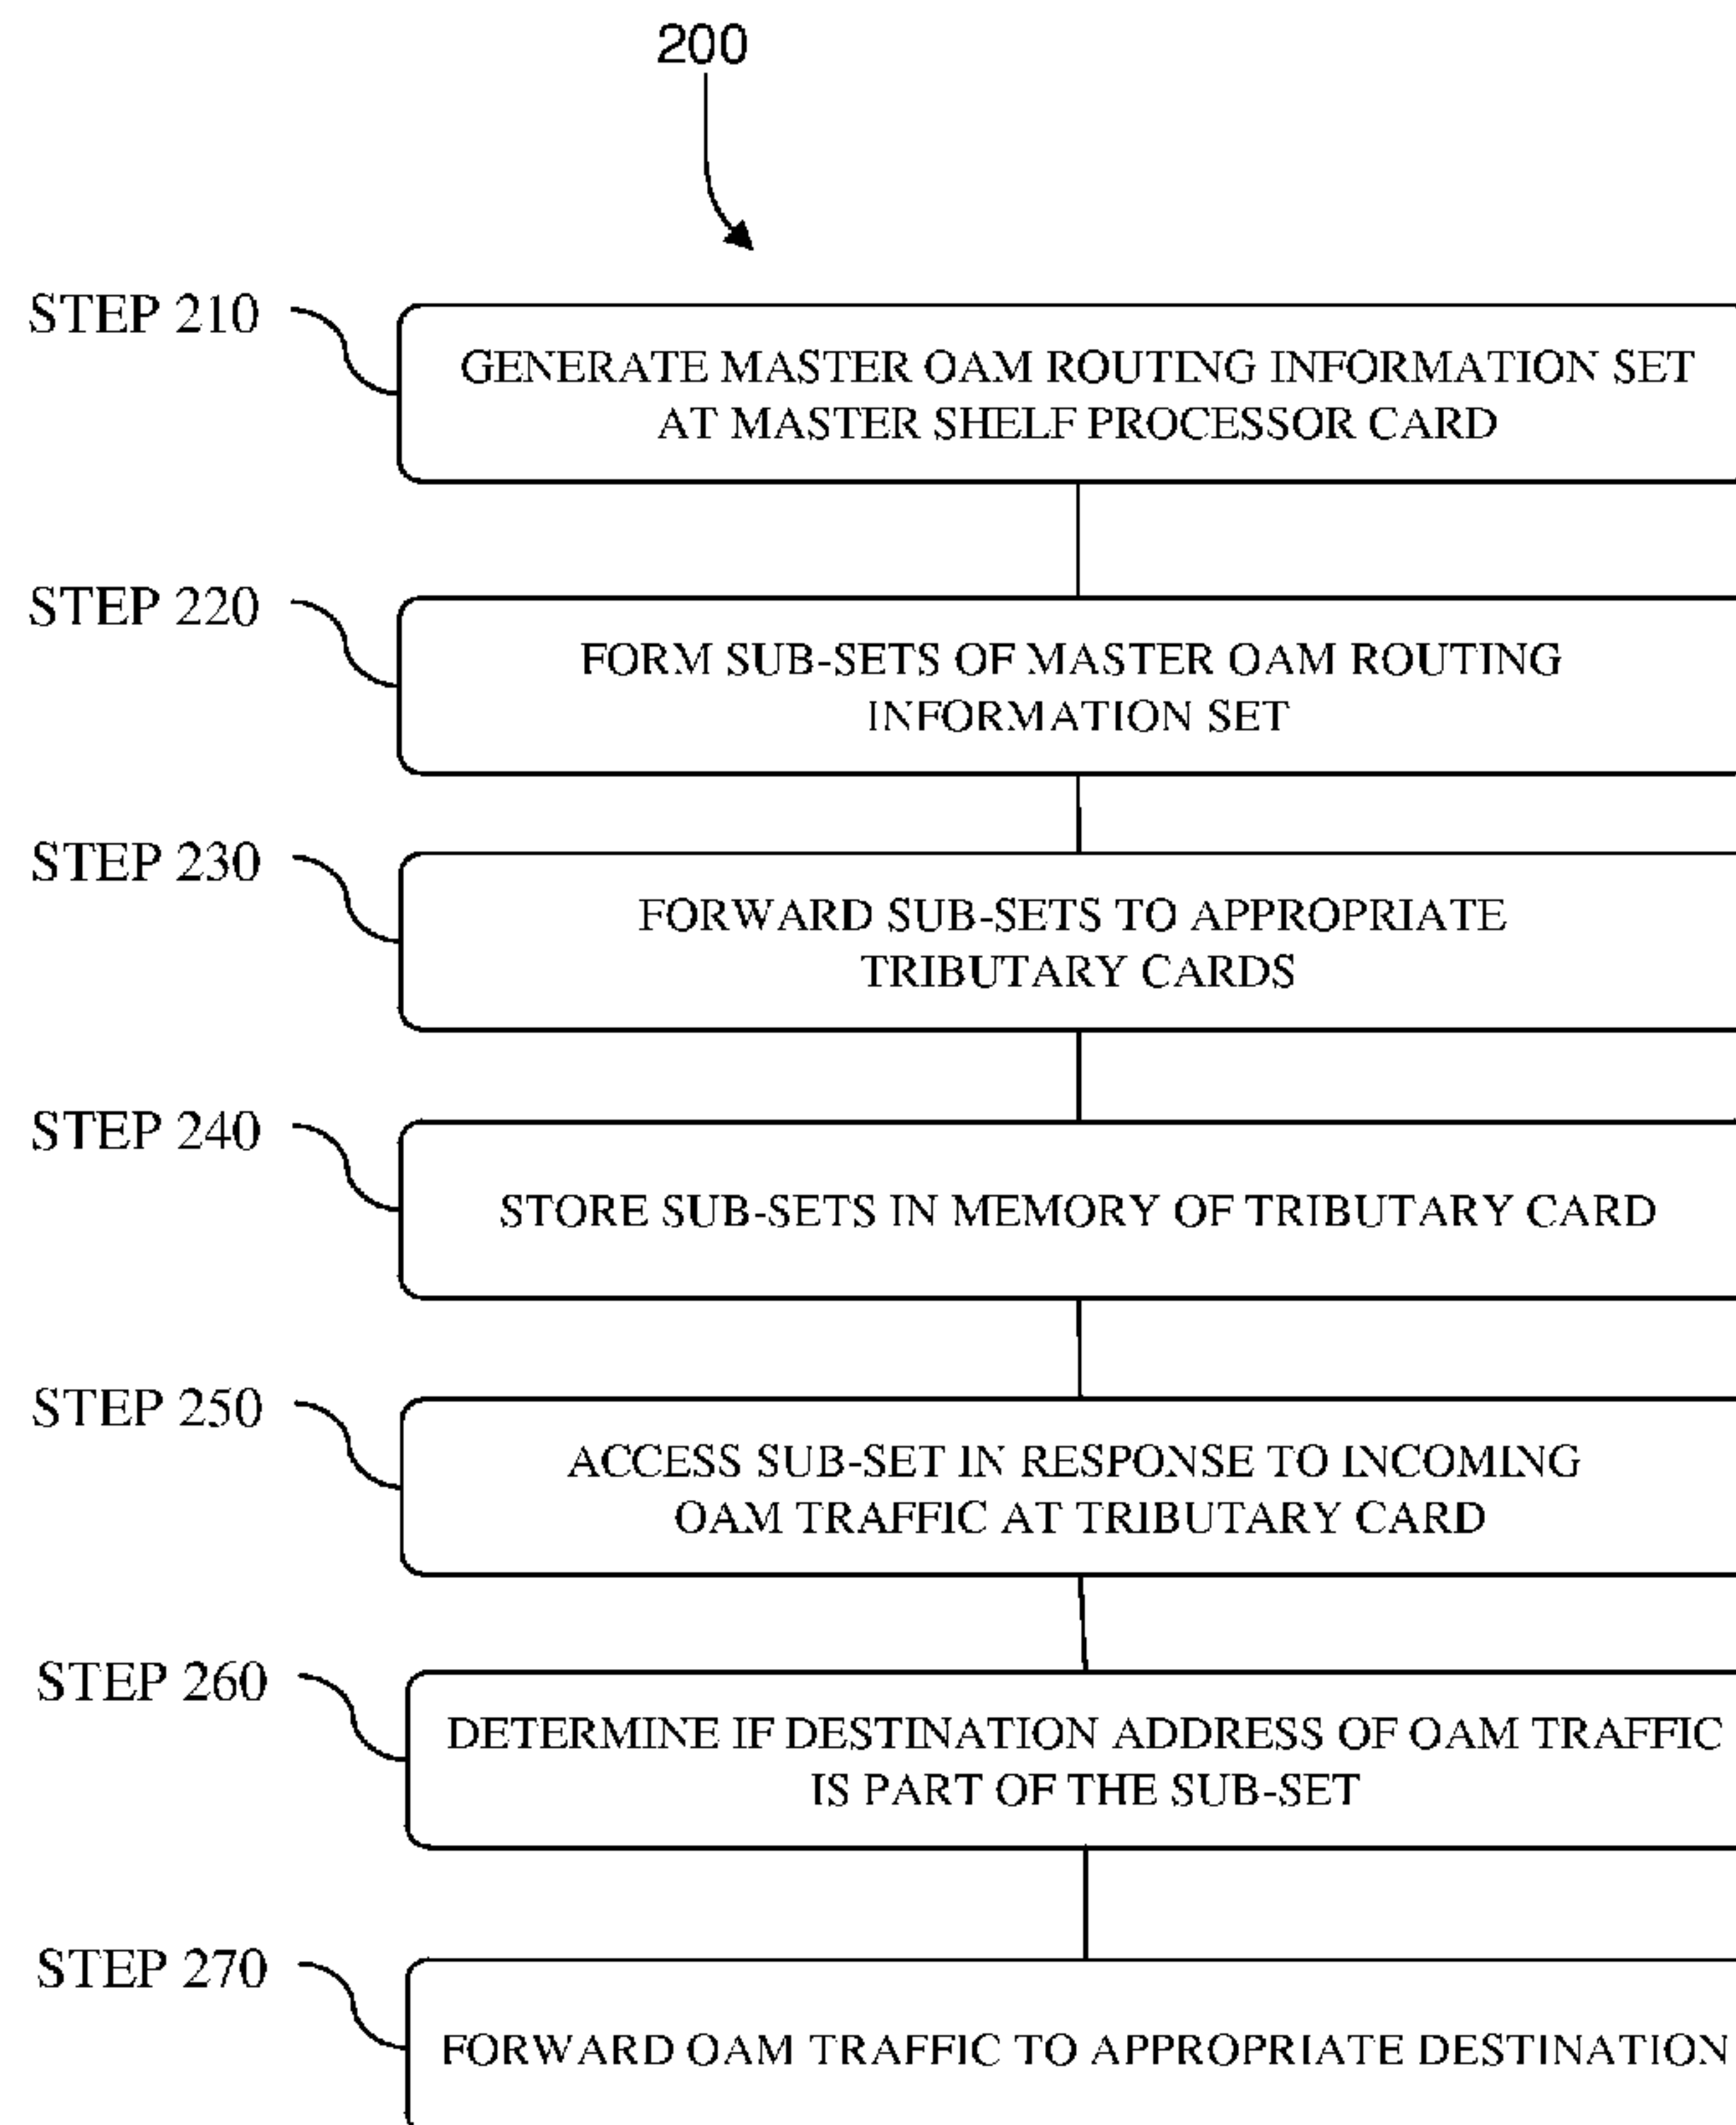 200
STEP 210
GENERATE MASTER OAM ROUTING INFORMATION SET
AT MASTER SHELF PROCESSOR CARD
STEP 220
FORM SUB-SETS OF MASTER OAM ROUTING
INFORMATION SET
STEP 230
FORWARD SUB-SETS TO APPROPRIATE
TRIBUTARY CARDS
STEP 240
STORE SUB-SETS IN MEMORY OF TRIBUTARY CARD
STEP 250
ACCESS SUB-SET IN RESPONSE TO INCOMING
OAM TRAFFIC AT TRIBUTARY CARD
STEP 260
DETERMINE IF DESTINATION ADDRESS OF OAM TRAFFIC
IS PART OF THE SUB-SET
STEP 270
FORWARD OAM TRAFFIC TO APPROPRIATE DESTINATION